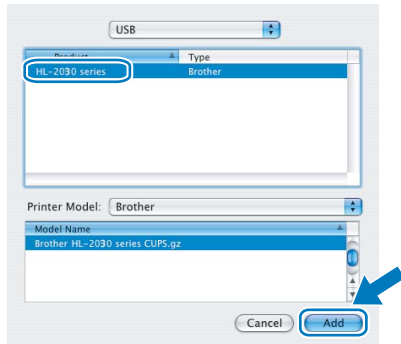 USB
Product Type
HL-2030 series Brother
Printer Model: Brother
Model Name
Brother HL-2030 series CUPS.gz
Cancel Add